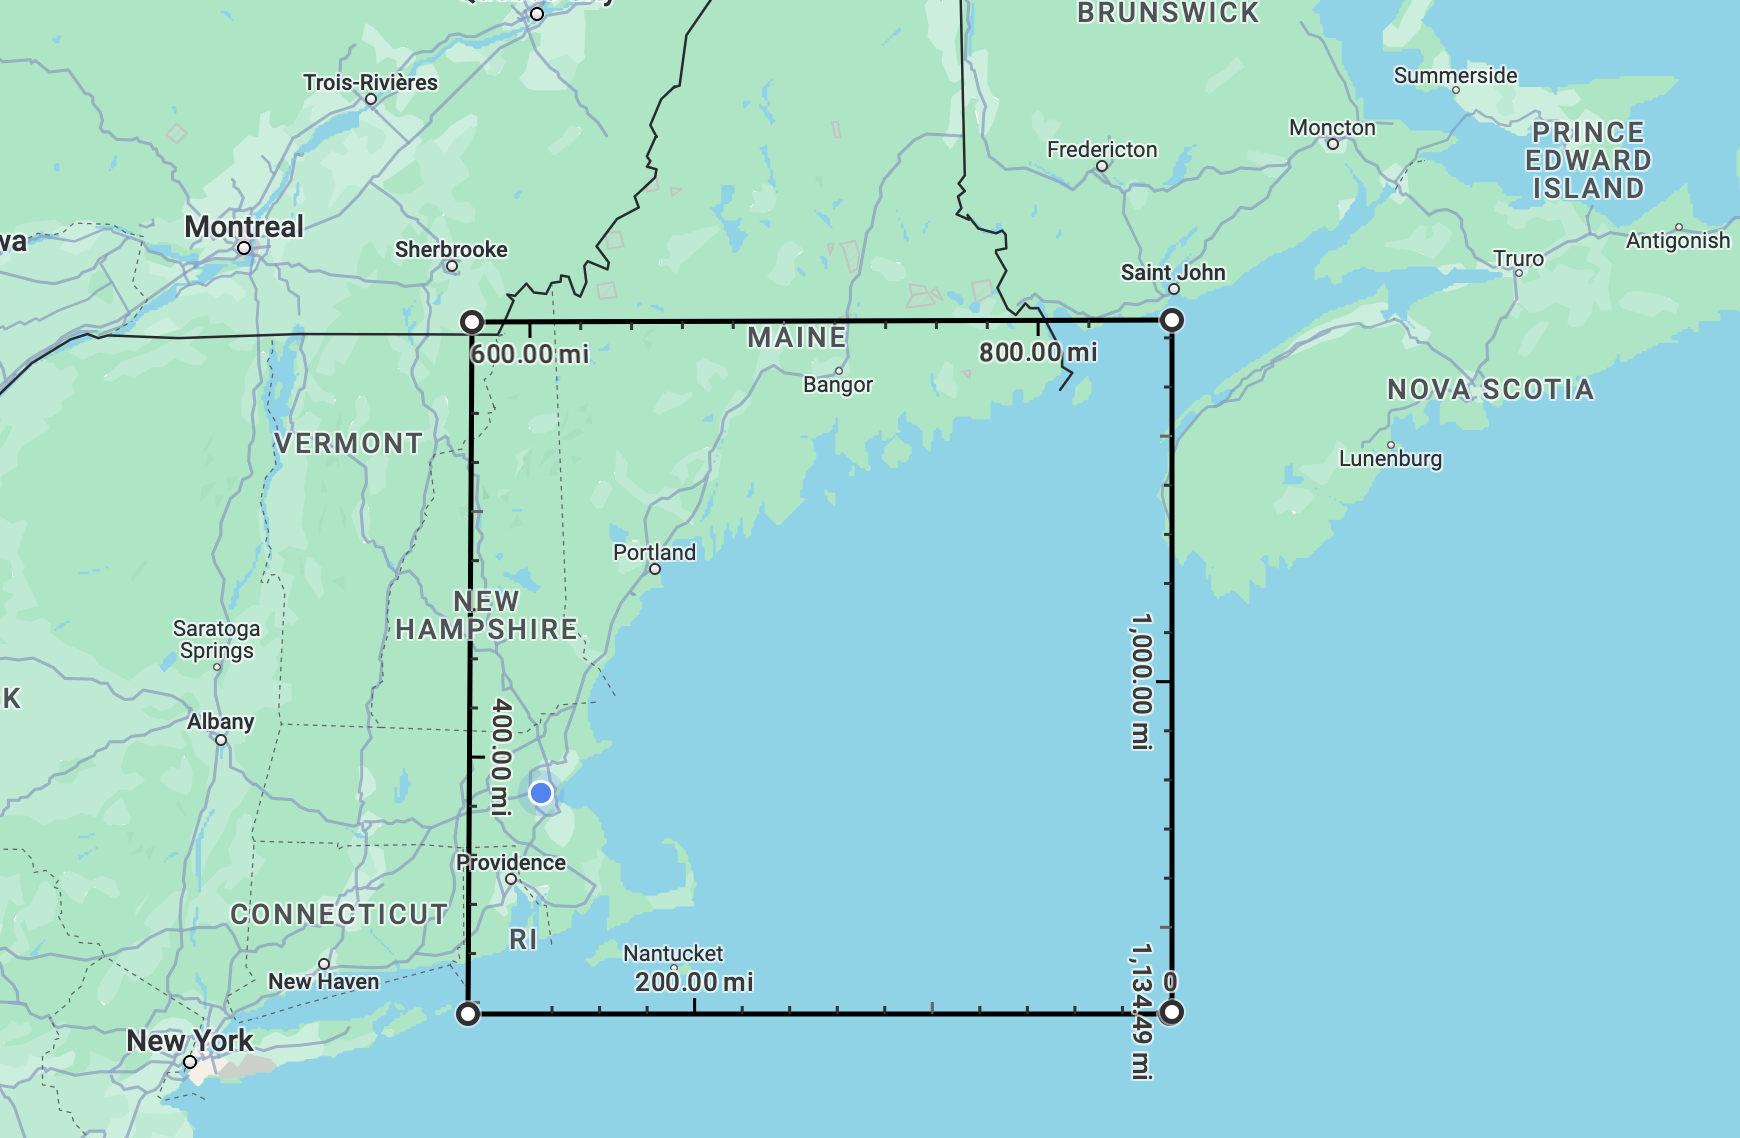 BRUNSWICK
Trois-Rivières
Summerside
Moncton
PRINCE
EDWARD
ISLAND
Fredericton
Montreal
wa
Sherbrooke
Antigonish
Truro
Saint John
MAINE
600.00 mi
800.00 mi
Bangor
NOVA SCOTIA
VERMONT
Lunenburg
Portland
NEW
HAMPSHIRE
Saratoga
Springs
1,000.00 mi
K
Albany
400.00 mi
Providence
CONNECTICUT
RI
Nantucket
200.00 mi
New Haven
0
1,134.49 mi
New York